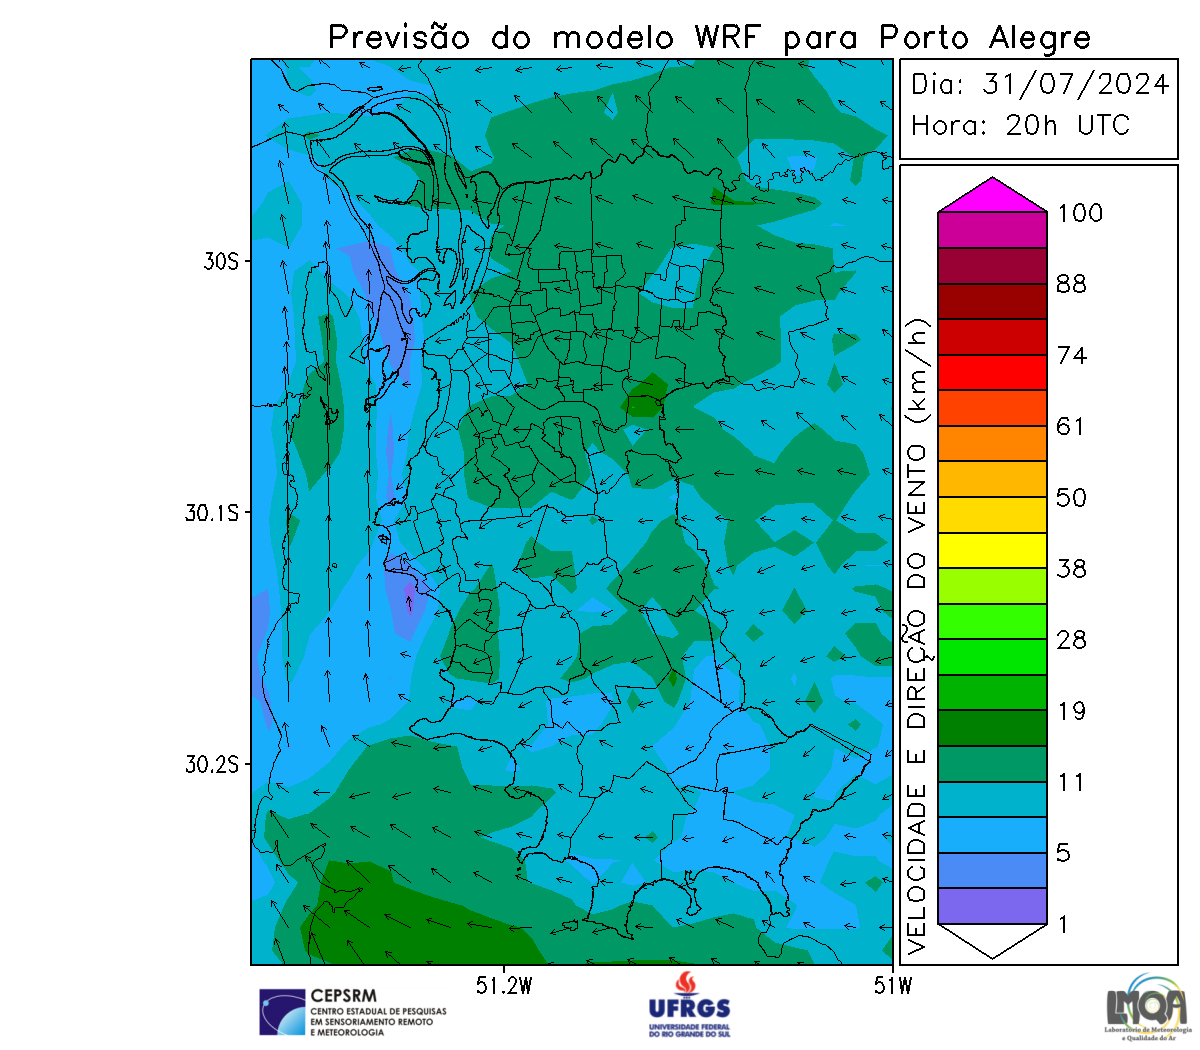 Previsão do modelo WRF para Porto Alegre
Dia: 31/07/2024
Hora: 20h UTC
30S
30.1S
30.2S
51.2W
51W
VELOCIDADE E DIREÇÃO DO VENTO (km/h)
100
88
74
61
50
38
28
19
11
5
1
CEPSRM
CENTRO ESTADUAL DE PESQUISAS
EM SENSORIAMENTO REMOTO
E METEOROLOGIA
UFRGS
UNIVERSIDADE FEDERAL
DO RIO GRANDE DO SUL
LMQA
Laboratório de Meteorologia
e Qualidade do Ar